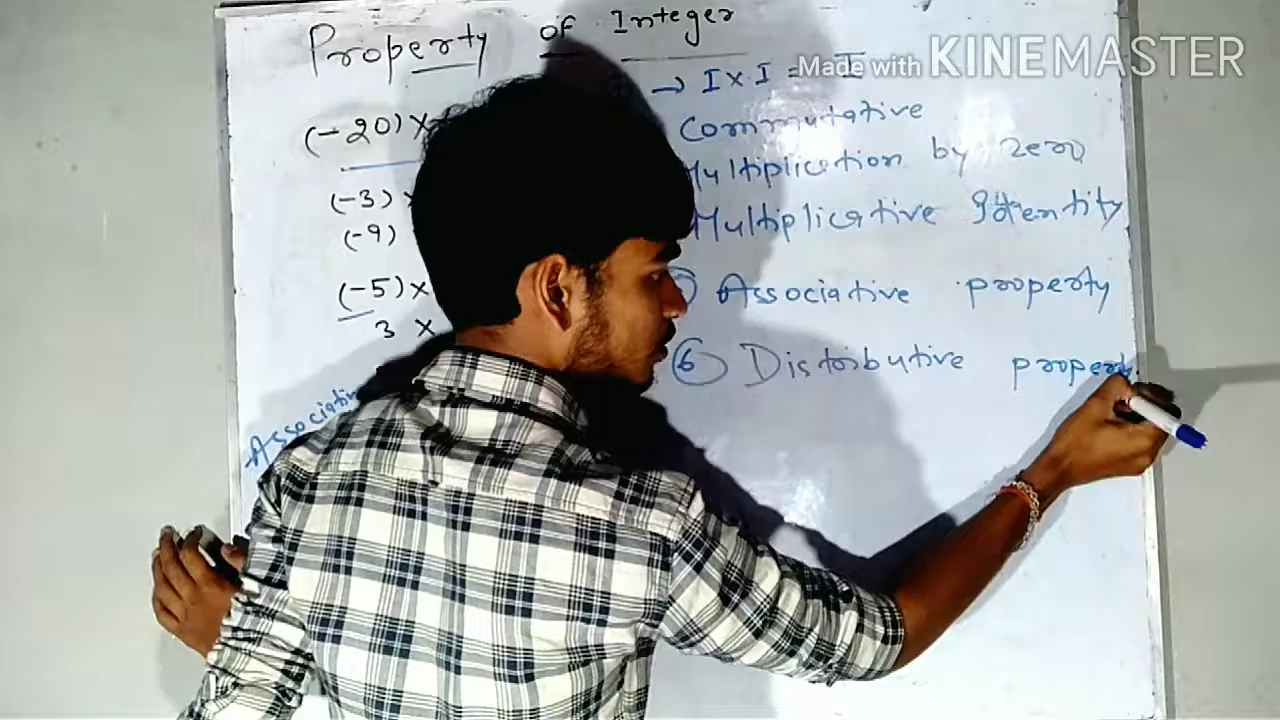 Property of Integer
→ I × I = I
Made with KINEMASTER
(-20) ×
Commutative
Multiplication by zero
(-3) ×
Multiplicative Identity
(-9)
(-5) ×
Associative property
3 ×
6 Distributive property
Associative